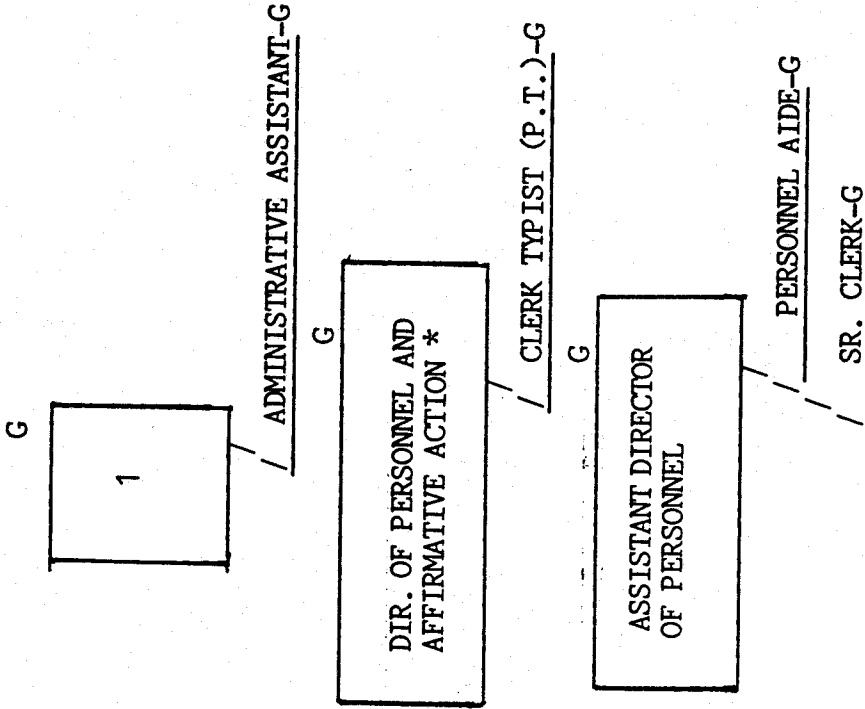 G
1
ADMINISTRATIVE ASSISTANT-G
G
DIR. OF PERSONNEL AND
AFFIRMATIVE ACTION *
CLERK TYPIST (P.T.)-G
G
ASSISTANT DIRECTOR
OF PERSONNEL
PERSONNEL AIDE-G
SR. CLERK-G